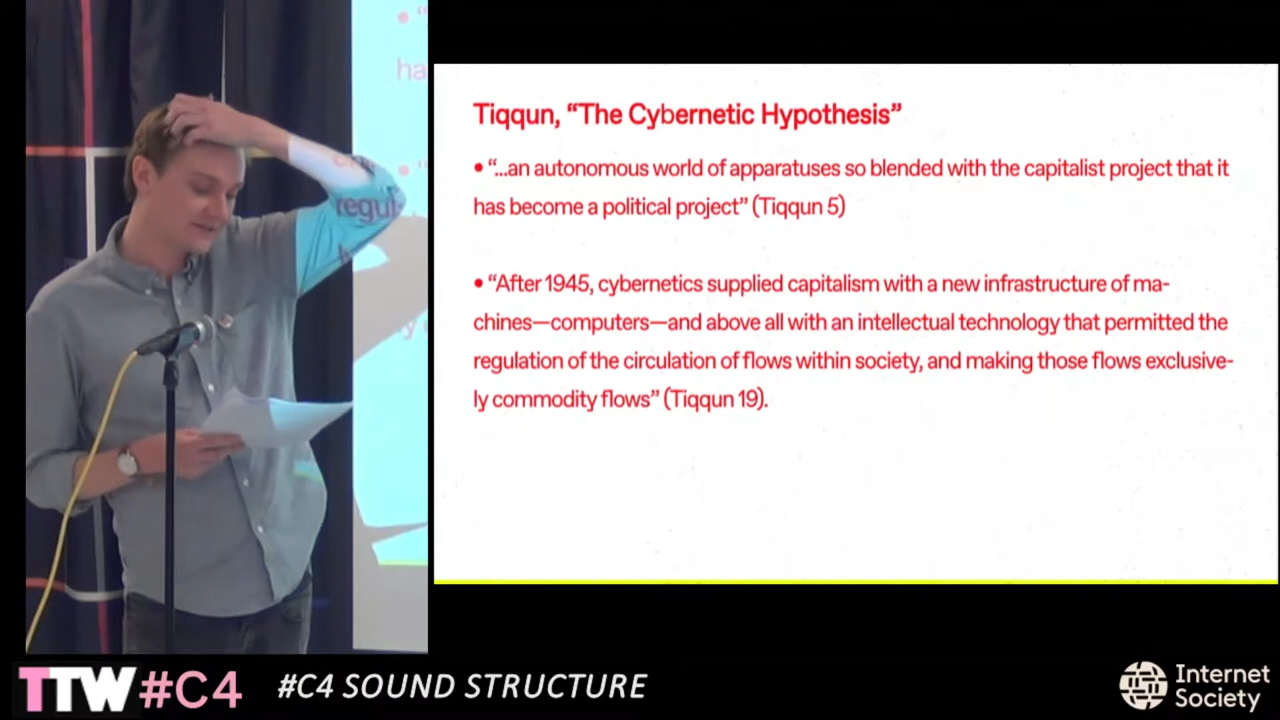 ha
regul
Tiqqun, “The Cybernetic Hypothesis”
• “...an autonomous world of apparatuses so blended with the capitalist project that it
has become a political project” (Tiqqun 5)
• “After 1945, cybernetics supplied capitalism with a new infrastructure of ma-
chines—computers—and above all with an intellectual technology that permitted the
regulation of the circulation of flows within society, and making those flows exclusive-
ly commodity flows” (Tiqqun 19).
TTW#C4
#C4 SOUND STRUCTURE
Internet
Society